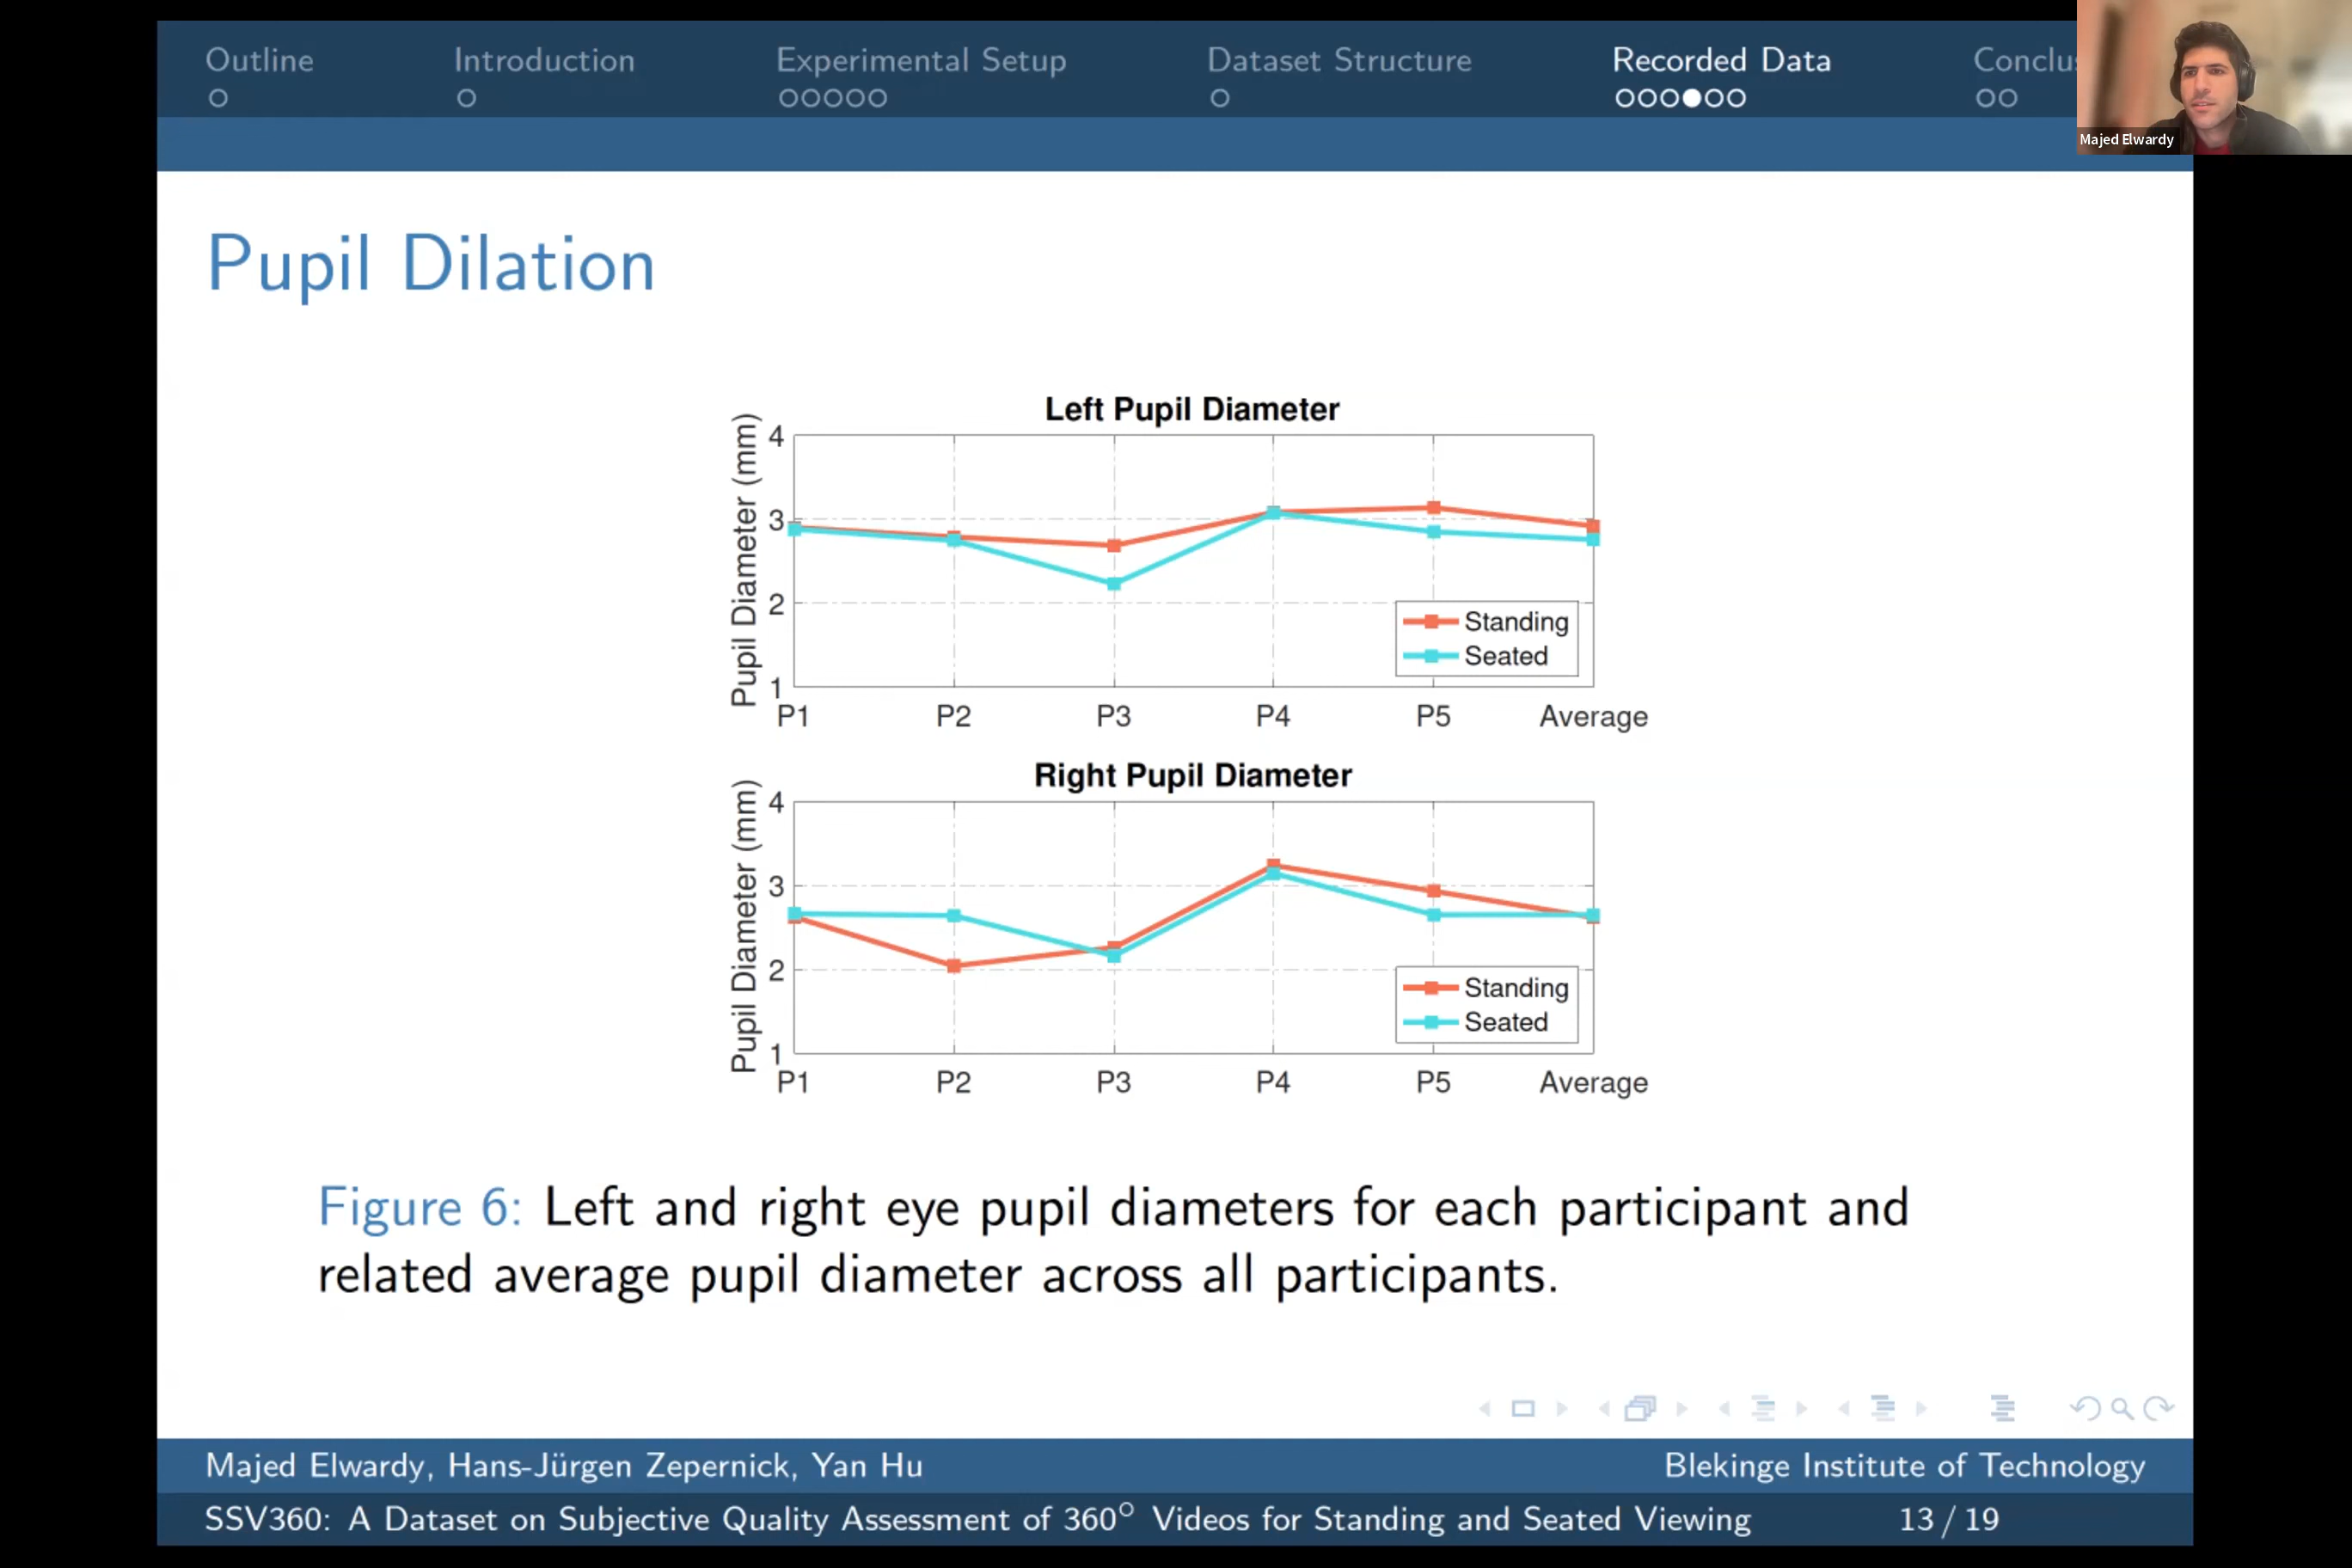 Outline Introduction Experimental Setup Dataset Structure Recorded Data Conclu
Majed Elwardy
Pupil Dilation
Left Pupil Diameter
Pupil Diameter (mm)
4
3
2
1
Standing
Seated
P1 P2 P3 P4 P5 Average
Right Pupil Diameter
Pupil Diameter (mm)
4
3
2
1
Standing
Seated
P1 P2 P3 P4 P5 Average
Figure 6: Left and right eye pupil diameters for each participant and
related average pupil diameter across all participants.
Majed Elwardy, Hans-Jürgen Zepernick, Yan Hu Blekinge Institute of Technology
SSV360: A Dataset on Subjective Quality Assessment of 360° Videos for Standing and Seated Viewing 13 / 19